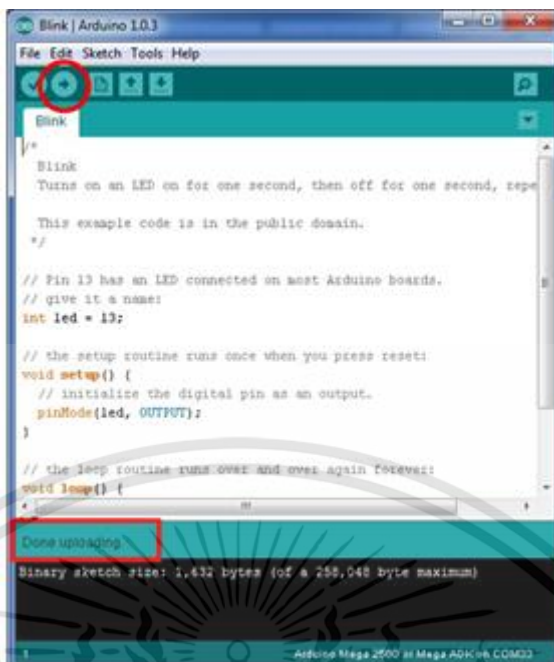 Blink | Arduino 1.0.3
File Edit Sketch Tools Help
Blink
/*
Blink
Turns on an LED on for one second, then off for one second, repe
This example code is in the public domain.
*/
// Pin 13 has an LED connected on most Arduino boards.
// give it a name:
int led = 13;
// the setup routine runs once when you press reset:
void setup() {
// initialize the digital pin as an output.
pinMode(led, OUTPUT);
}
// the loop routine runs over and over again forever:
void loop() {
Done uploading.
Binary sketch size: 1,632 bytes (of a 258,048 byte maximum)
1
Arduino Mega 2560 or Mega ADK on COM33